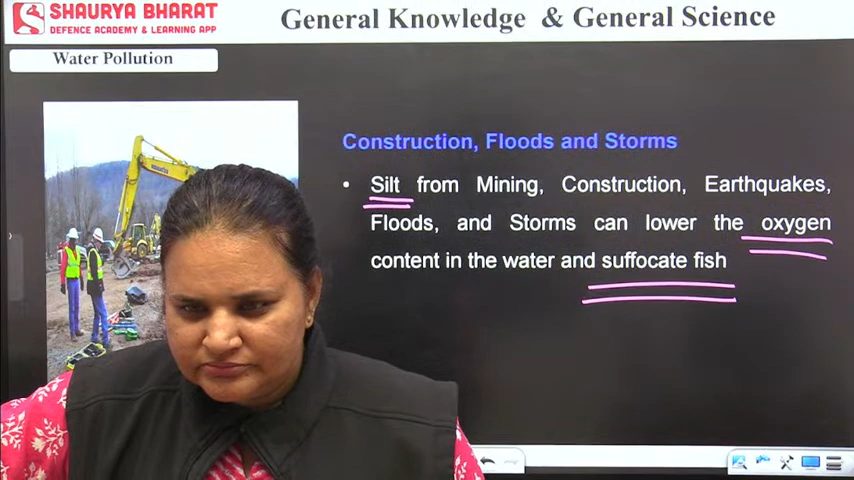 SHAURYA BHARAT
DEFENCE ACADEMY & LEARNING APP
General Knowledge & General Science
Water Pollution
Construction, Floods and Storms
• Silt from Mining, Construction, Earthquakes,
Floods, and Storms can lower the oxygen
content in the water and suffocate fish